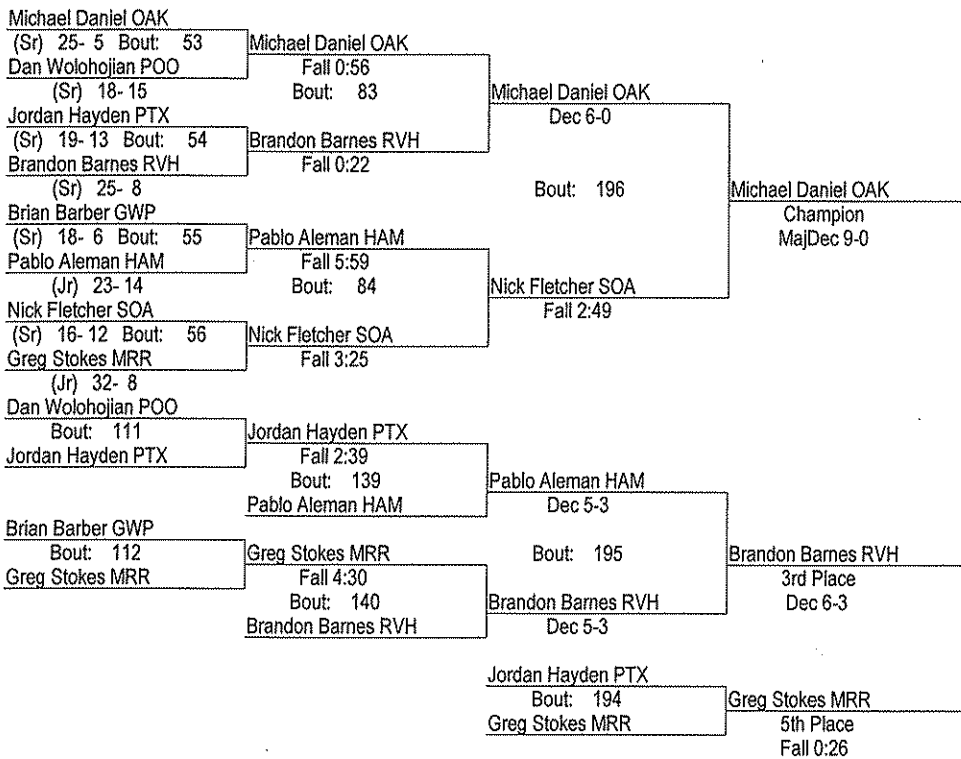 Michael Daniel OAK
(Sr) 25- 5 Bout: 53
Dan Wolohojian POO
(Sr) 18- 15
Jordan Hayden PTX
(Sr) 19- 13 Bout: 54
Brandon Barnes RVH
(Sr) 25- 8
Brian Barber GWP
(Sr) 18- 6 Bout: 55
Pablo Aleman HAM
(Jr) 23- 14
Nick Fletcher SOA
(Sr) 16- 12 Bout: 56
Greg Stokes MRR
(Jr) 32- 8
Michael Daniel OAK
Fall 0:56
Bout: 83
Brandon Barnes RVH
Fall 0:22
Pablo Aleman HAM
Fall 5:59
Bout: 84
Nick Fletcher SOA
Fall 3:25
Michael Daniel OAK
Dec 6-0
Bout: 196
Nick Fletcher SOA
Fall 2:49
Michael Daniel OAK
Champion
MajDec 9-0
Dan Wolohojian POO
Bout: 111
Jordan Hayden PTX
Brian Barber GWP
Bout: 112
Greg Stokes MRR
Jordan Hayden PTX
Fall 2:39
Bout: 139
Pablo Aleman HAM
Greg Stokes MRR
Fall 4:30
Bout: 140
Brandon Barnes RVH
Pablo Aleman HAM
Dec 5-3
Bout: 195
Brandon Barnes RVH
Dec 5-3
Brandon Barnes RVH
3rd Place
Dec 6-3
Jordan Hayden PTX
Bout: 194
Greg Stokes MRR
Greg Stokes MRR
5th Place
Fall 0:26